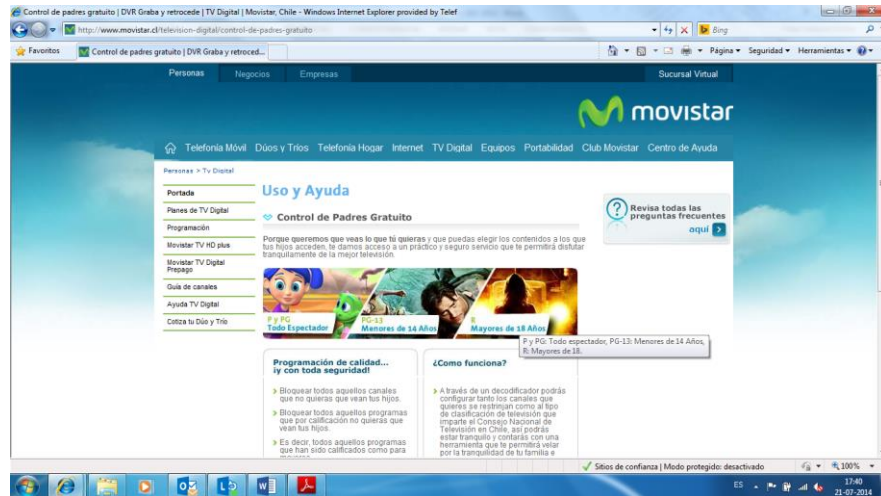 Control de padres gratuito | DVR Graba y retrocede | TV Digital | Movistar, Chile - Windows Internet Explorer provided by Telef
http://www.movistar.cl/television-digital/control-de-padres-gratuito
Bing
Favoritos
Control de padres gratuito | DVR Graba y retroced...
Página
Seguridad
Herramientas
Personas
Negocios
Empresas
Sucursal Virtual
movistar
Telefonía Móvil
Dúos y Tríos
Telefonía Hogar
Internet
TV Digital
Equipos
Portabilidad
Club Movistar
Centro de Ayuda
Personas > Tv Digital
Portada
Planes de TV Digital
Programación
Movistar TV HD plus
Movistar TV Digital
Prepago
Guía de canales
Ayuda TV Digital
Cotiza tu Dúo y Trío
Uso y Ayuda
Control de Padres Gratuito
Porque queremos que veas lo que tú quieras y que puedas elegir los contenidos a los que
tus hijos acceden, te damos acceso a un práctico y seguro servicio que te permitirá disfutar
tranquilamente de la mejor televisión.
P y PG
Todo Espectador
PG-13
Menores de 14 Años
R
Mayores de 18 Años
P y PG: Todo espectador, PG-13: Menores de 14 Años,
R: Mayores de 18.
Revisa todas las
preguntas frecuentes
aquí
Programación de calidad...
¡y con toda seguridad!
Bloquear todos aquellos canales
que no quieras que vean tus hijos.
Bloquear todos aquellos programas
que por calificación no quieras que
vean tus hijos.
Es decir, todos aquellos programas
que han sido calificados como para
¿Como funciona?
A través de un decodificador podrás
configurar tanto los canales que
quieres se restrinjan como al tipo
de clasificación de televisión que
imparte el Consejo Nacional de
Televisión en Chile, así podrás
estar tranquilo y contarás con una
herramienta que te permitirá velar
por la tranquilidad de tu familia e
Sitios de confianza | Modo protegido: desactivado
100%
ES
17:40
21-07-2014